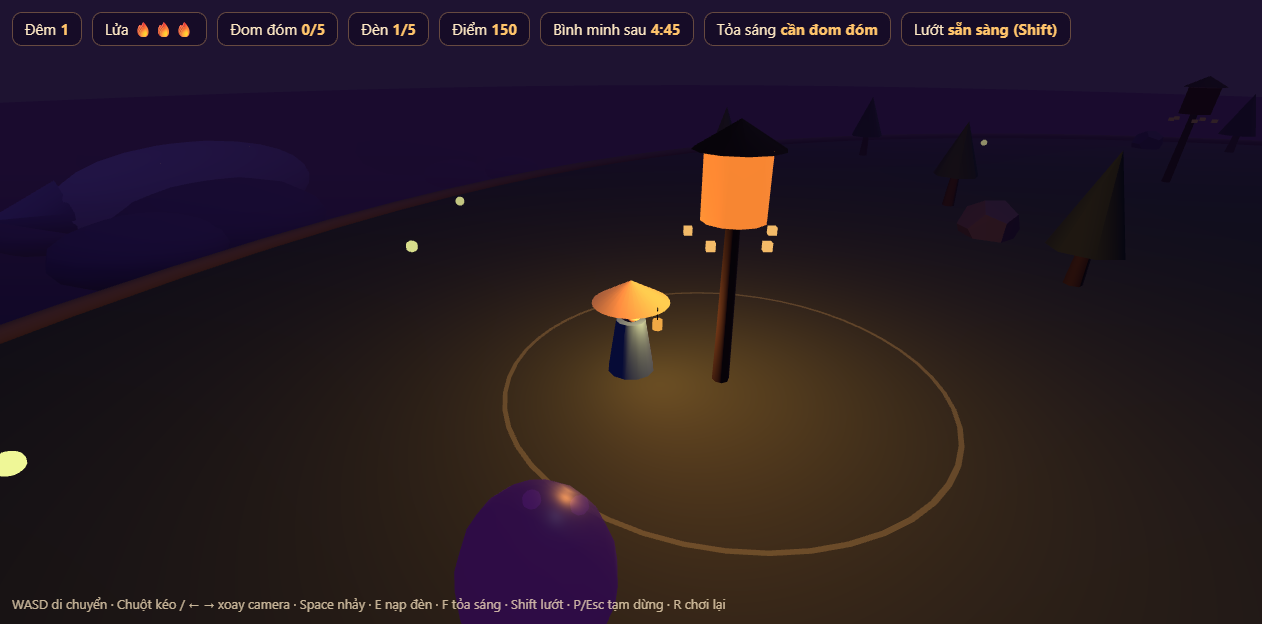 Đêm 1 Lửa 🔥🔥🔥 Đom đóm 0/5 Đèn 1/5 Điểm 150 Bình minh sau 4:45 Tỏa sáng cần đom đóm Lướt sẵn sàng (Shift)
WASD di chuyển · Chuột kéo / ← → xoay camera · Space nhảy · E nạp đèn · F tỏa sáng · Shift lướt · P/Esc tạm dừng · R chơi lại